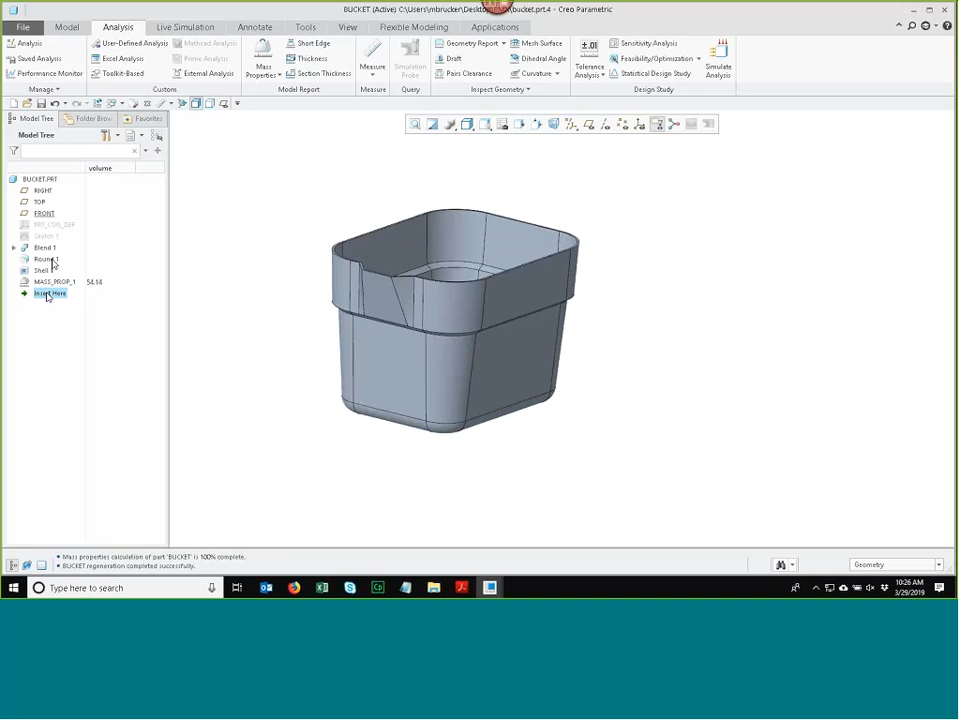 BUCKET (Active) C:\Users\mbrucker\Desktop bucket.prt.4 - Creo Parametric
File Model Analysis Live Simulation Annotate Tools View Flexible Modeling Applications
Analysis User-Defined Analysis Method Analysis Short Edge Geometry Report Mesh Surface Sensitivity Analysis
Saved Analysis Excel Analysis Prime Analysis Mass Properties Thickness Measure Simulation Probe Draft Dihedral Angle Tolerance Analysis Feasibility/Optimization Simulate Analysis
Performance Monitor Toolkit-Based External Analysis Section Thickness Pairs Clearance Curvature Statistical Design Study
Manage Custom Model Report Measure Query Inspect Geometry Design Study
Model Tree Folder Brow Favorites
Model Tree
volume
BUCKET.PRT
RIGHT
TOP
FRONT
PRT_CSYS_DEF
Sketch 1
Blend 1
Round 1
Shell
MASS_PROP_1 54.14
Insert Here
• Mass properties calculation of part 'BUCKET' is 100% complete.
• BUCKET regeneration completed successfully.
Geometry
Type here to search
10:26 AM
3/29/2019